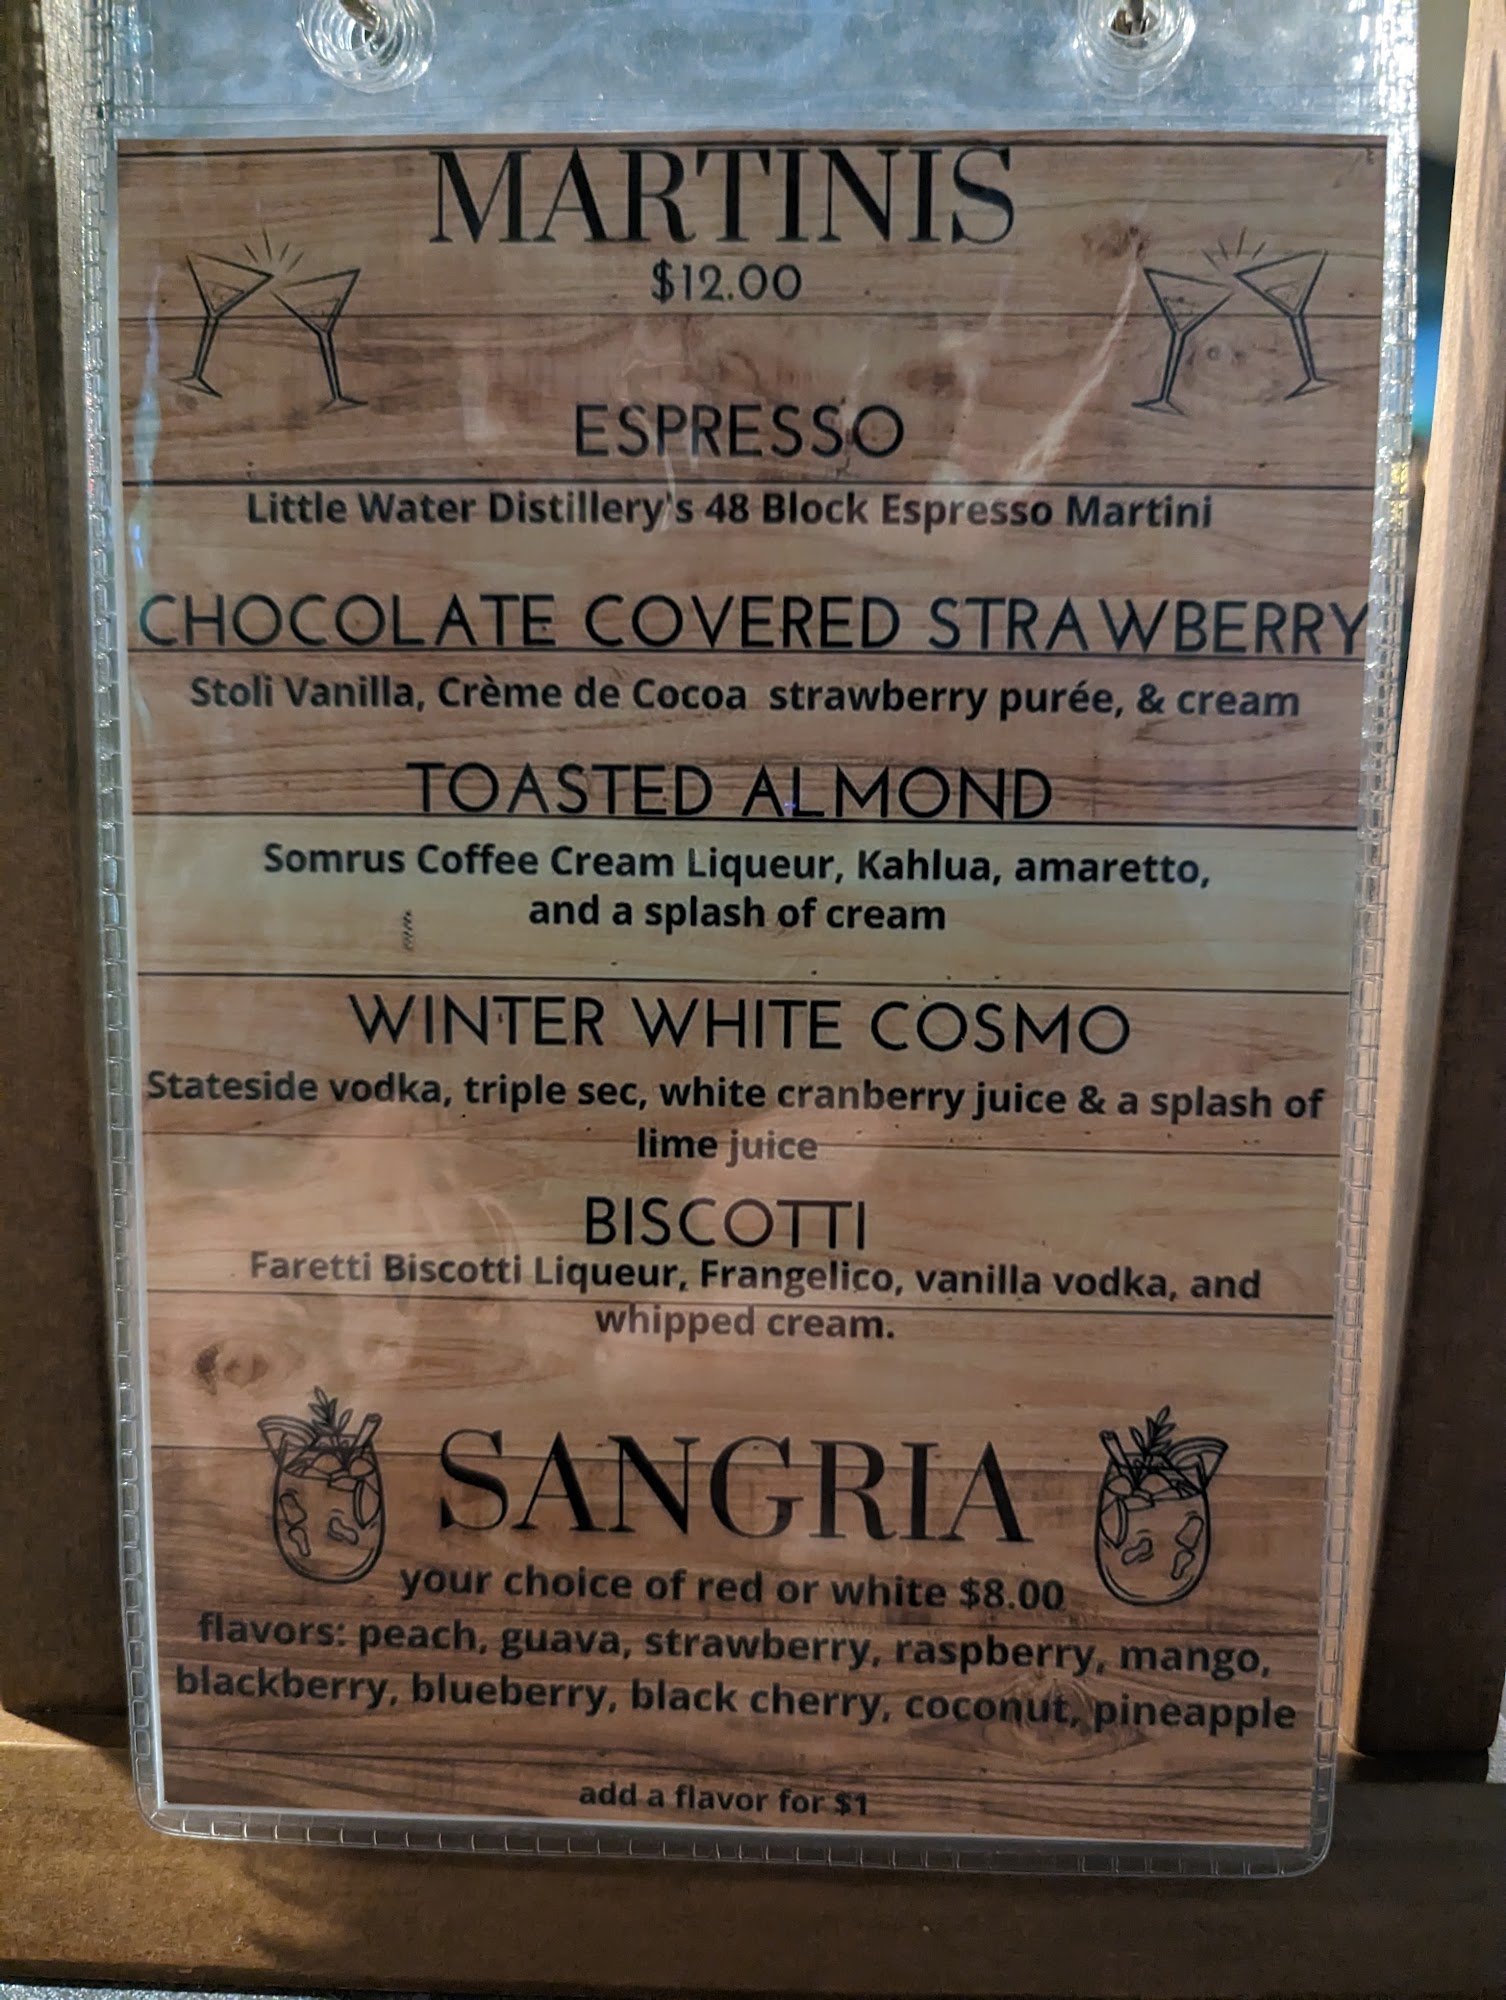 MARTINIS
$12.00
ESPRESSO
Little Water Distillery's 48 Block Espresso Martini
CHOCOLATE COVERED STRAWBERRY
Stoli Vanilla, Crème de Cocoa strawberry purée, & cream
TOASTED ALMOND
Somrus Coffee Cream Liqueur, Kahlua, amaretto,
and a splash of cream
WINTER WHITE COSMO
Stateside vodka, triple sec, white cranberry juice & a splash of
lime juice
BISCOTTI
Faretti Biscotti Liqueur, Frangelico, vanilla vodka, and
whipped cream.
SANGRIA
your choice of red or white $8.00
flavors: peach, guava, strawberry, raspberry, mango,
blackberry, blueberry, black cherry, coconut, pineapple
add a flavor for $1